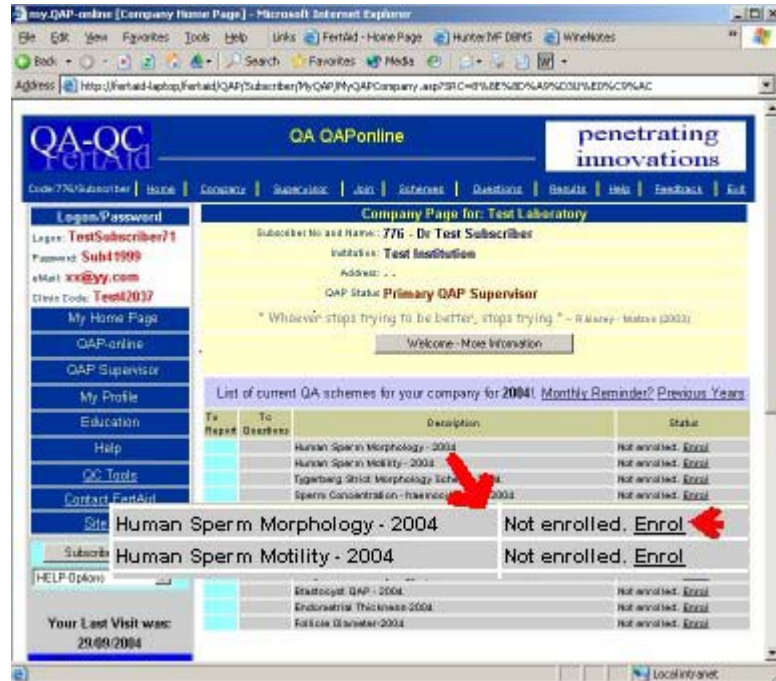 my.QAP-online [Company Home Page] - Microsoft Internet Explorer
File Edit View Favorites Tools Help Links FertAid - Home Page Hunter IVF DBMS WineNotes
Back Search Favorites Media
Address
QA-QC
FertAid
QA QAPonline
penetrating
innovations
Code:776/Subscriber Home Company Supervisor Join Schemes Questions Results Help Feedback Exit
Logon/Password
Logon: TestSubscriber71
Password: Sub41999
eMail: xx@yy.com
Clinic Code: Test42037
My Home Page
QAP-online
QAP Supervisor
My Profile
Education
Help
QC Tools
Contact FertAid
Site
HELP Options
Your Last Visit was:
29/09/2004
Company Page for: Test Laboratory
Subscriber No and Name: 776 - Dr Test Subscriber
Institution: Test Institution
Address: . .
QAP Status Primary QAP Supervisor
" Whoever stops trying to be better, stops trying "
Welcome - More Information
List of current QA schemes for your company for 2004! Monthly Reminder? Previous Years
To Report To Questions Description Status
Human Sperm Morphology - 2004 Not enrolled. Enrol
Human Sperm Motility - 2004 Not enrolled. Enrol
Tygerberg Strict Morphology Not enrolled. Enrol
Sperm Concentration - 2004 Not enrolled. Enrol
Human Sperm Morphology - 2004 Not enrolled. Enrol
Human Sperm Motility - 2004 Not enrolled. Enrol
Blastocyst QAP - 2004. Not enrolled. Enrol
Endometrial Thickness-2004. Not enrolled. Enrol
Follicle Diameter-2004 Not enrolled. Enrol
Local intranet